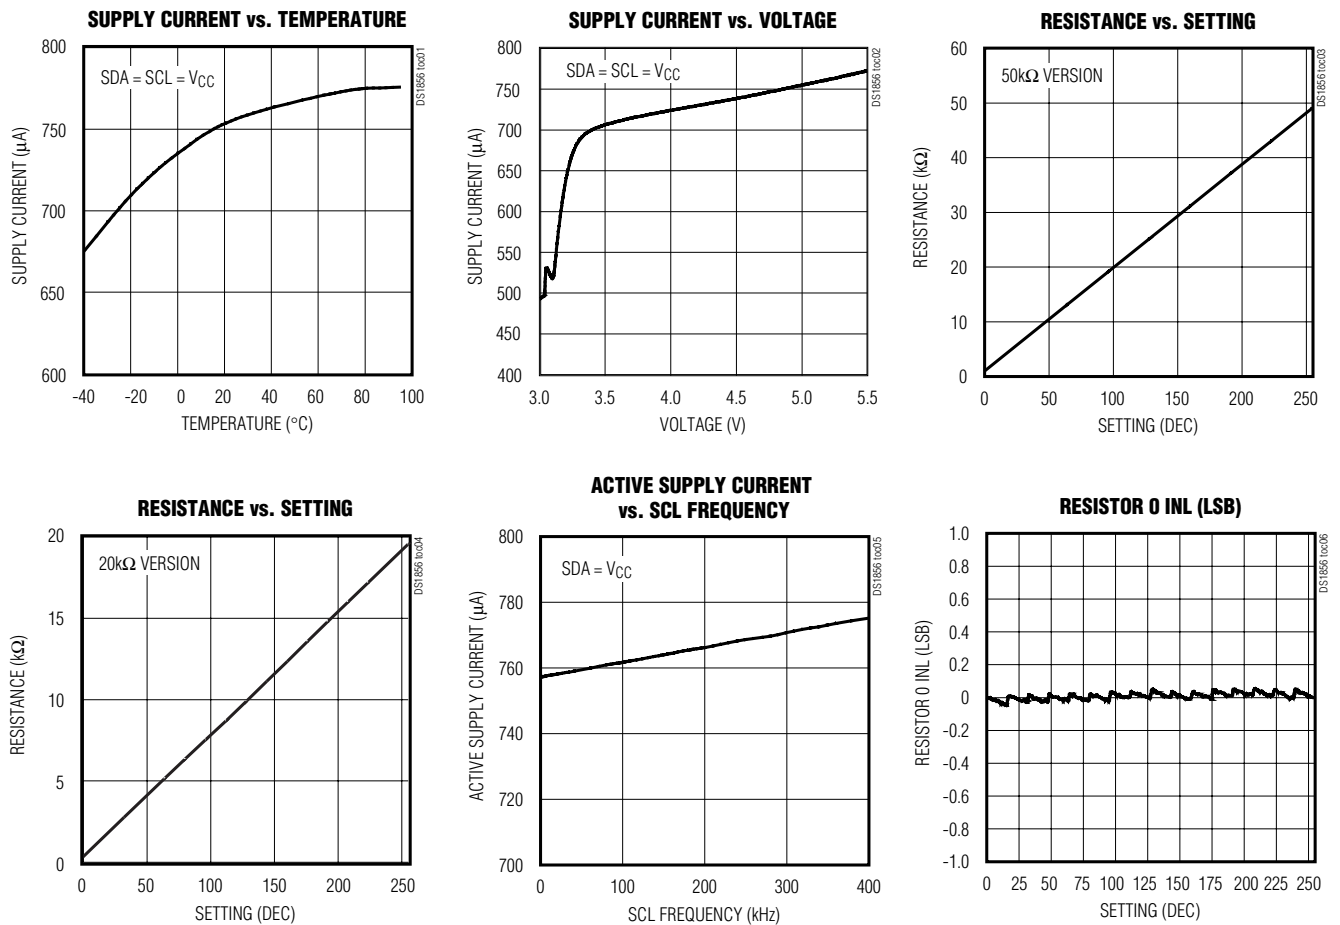 SUPPLY CURRENT vs. TEMPERATURE
SDA = SCL = VCC
DS1856 toc01
SUPPLY CURRENT (μA)
800
750
700
650
600
-40 -20 0 20 40 60 80 100
TEMPERATURE (°C)
SUPPLY CURRENT vs. VOLTAGE
SDA = SCL = VCC
DS1856 toc02
SUPPLY CURRENT (μA)
800
750
700
650
600
550
500
450
400
3.0 3.5 4.0 4.5 5.0 5.5
VOLTAGE (V)
RESISTANCE vs. SETTING
50kΩ VERSION
DS1856 toc03
RESISTANCE (kΩ)
60
50
40
30
20
10
0
0 50 100 150 200 250
SETTING (DEC)
RESISTANCE vs. SETTING
20kΩ VERSION
DS1856 toc04
RESISTANCE (kΩ)
20
15
10
5
0
0 50 100 150 200 250
SETTING (DEC)
ACTIVE SUPPLY CURRENT
vs. SCL FREQUENCY
SDA = VCC
DS1856 toc05
ACTIVE SUPPLY CURRENT (μA)
800
780
760
740
720
700
0 100 200 300 400
SCL FREQUENCY (kHz)
RESISTOR 0 INL (LSB)
DS1856 toc06
RESISTOR 0 INL (LSB)
1.0
0.8
0.6
0.4
0.2
0
-0.2
-0.4
-0.6
-0.8
-1.0
0 25 50 75 100 125 150 175 200 225 250
SETTING (DEC)